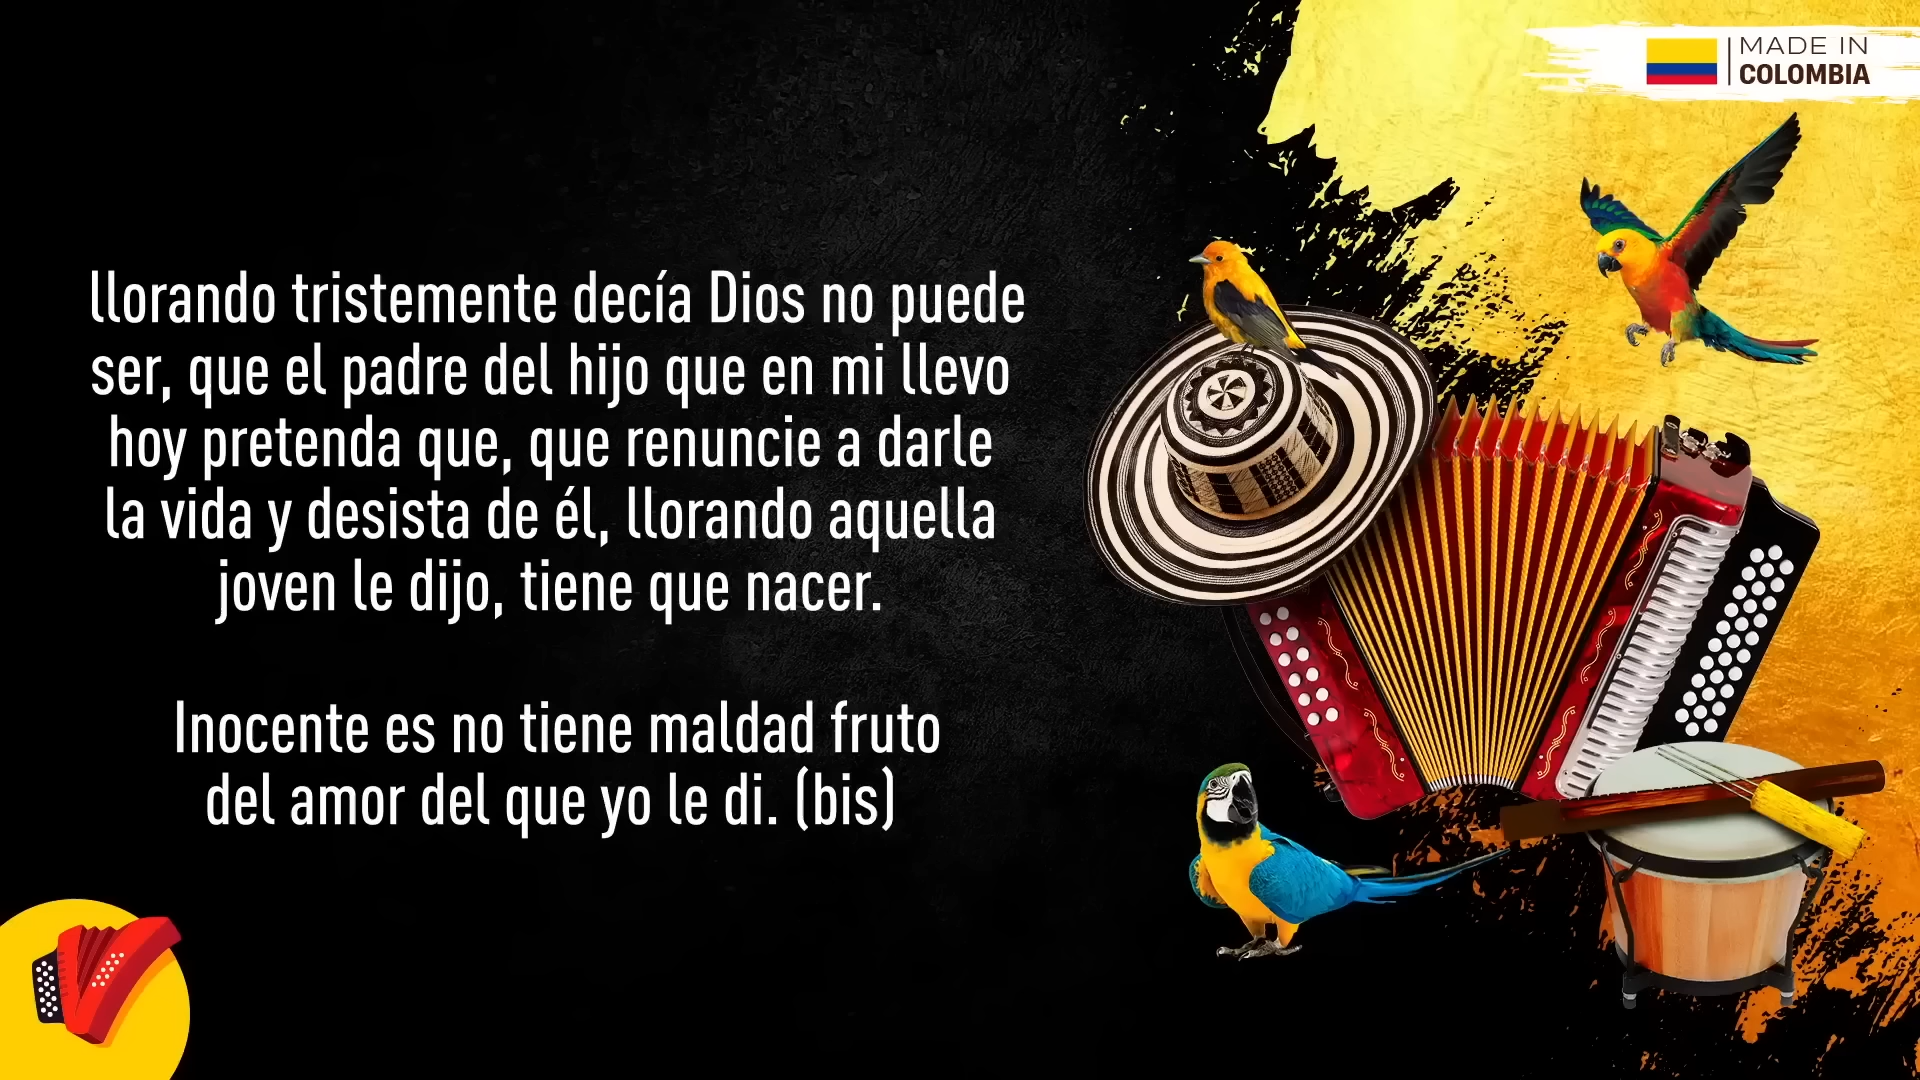 MADE IN
COLOMBIA
llorando tristemente decía Dios no puede
ser, que el padre del hijo que en mi llevo
hoy pretenda que, que renuncie a darle
la vida y desista de él, llorando aquella
joven le dijo, tiene que nacer.
Inocente es no tiene maldad fruto
del amor del que yo le di. (bis)